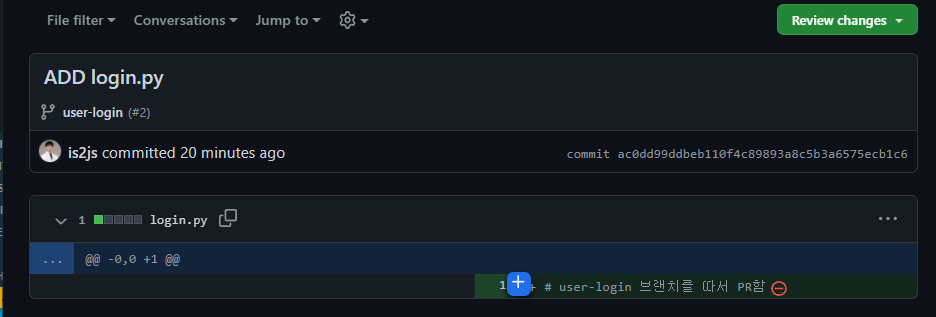 File filter Conversations Jump to
Review changes
ADD login.py
user-login (#2)
is2js committed 20 minutes ago
commit ac0dd99ddbeb110f4c89893a8c5b3a6575ecb1c6
1 login.py
...
@@ -0,0 +1 @@
1 + # user-login 브랜치를 따서 PR함